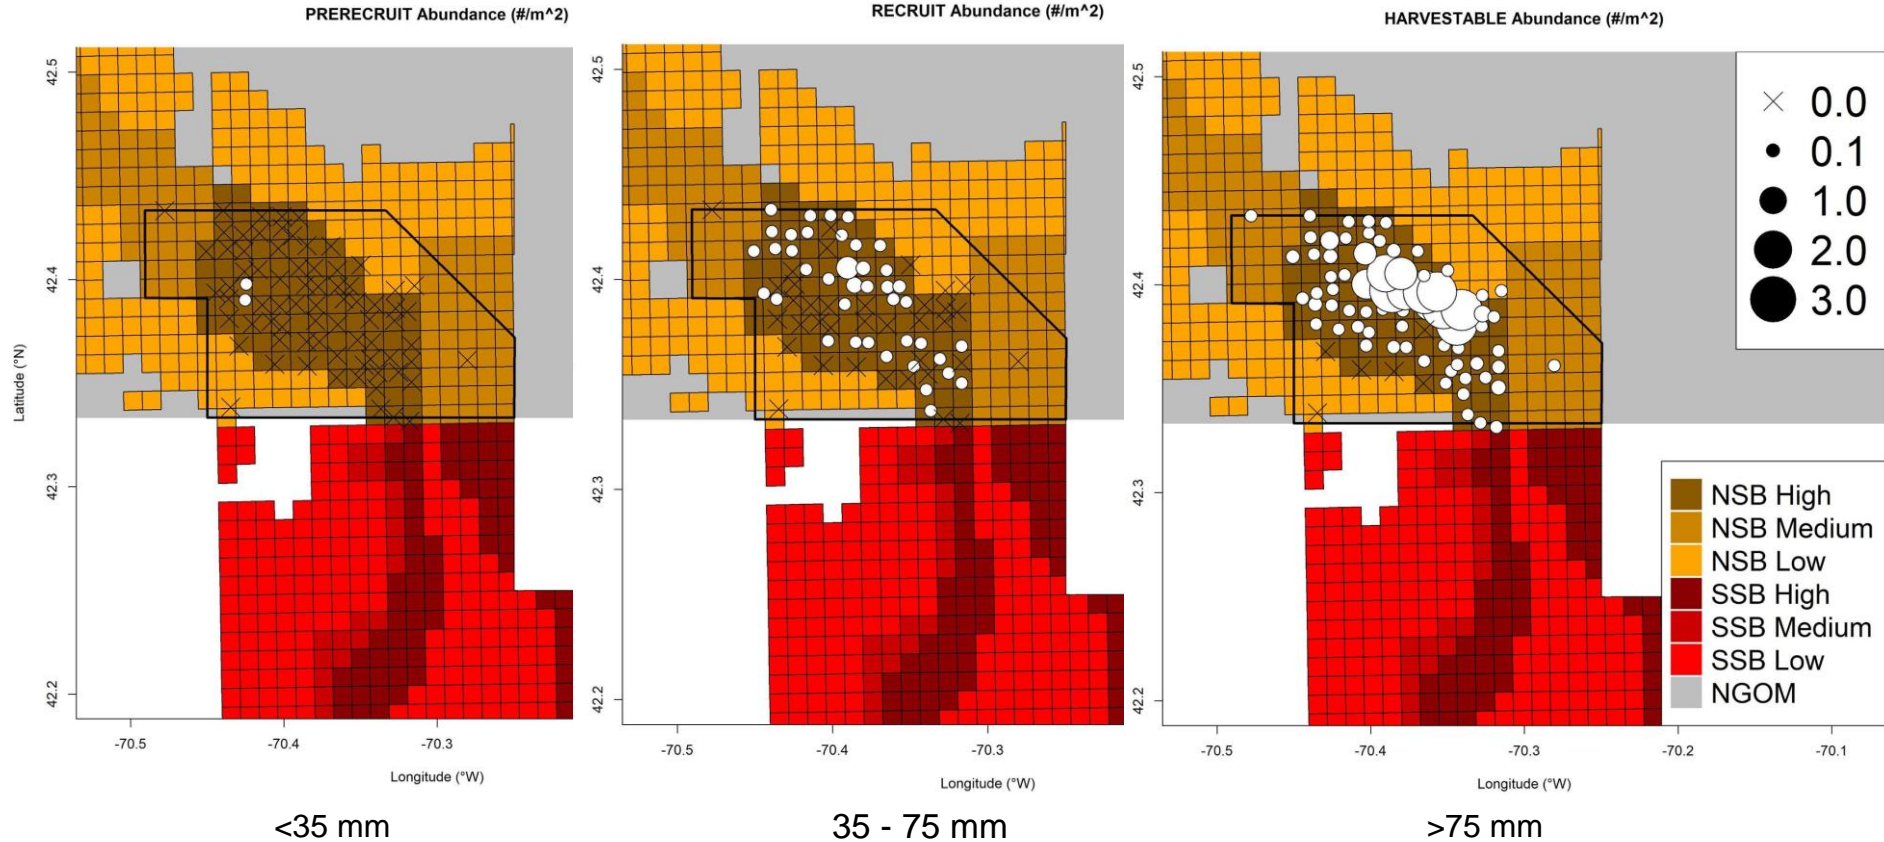 PRERECRUIT Abundance (#/m^2)
RECRUIT Abundance (#/m^2)
HARVESTABLE Abundance (#/m^2)
Latitude (°N)
42.5
42.4
42.3
42.2
-70.5
-70.4
-70.3
Longitude (°W)
<35 mm
42.5
42.4
42.3
42.2
-70.5
-70.4
-70.3
Longitude (°W)
35 - 75 mm
42.5
42.4
42.3
42.2
-70.5
-70.4
-70.3
-70.2
-70.1
Longitude (°W)
>75 mm
0.0
0.1
1.0
2.0
3.0
NSB High
NSB Medium
NSB Low
SSB High
SSB Medium
SSB Low
NGOM